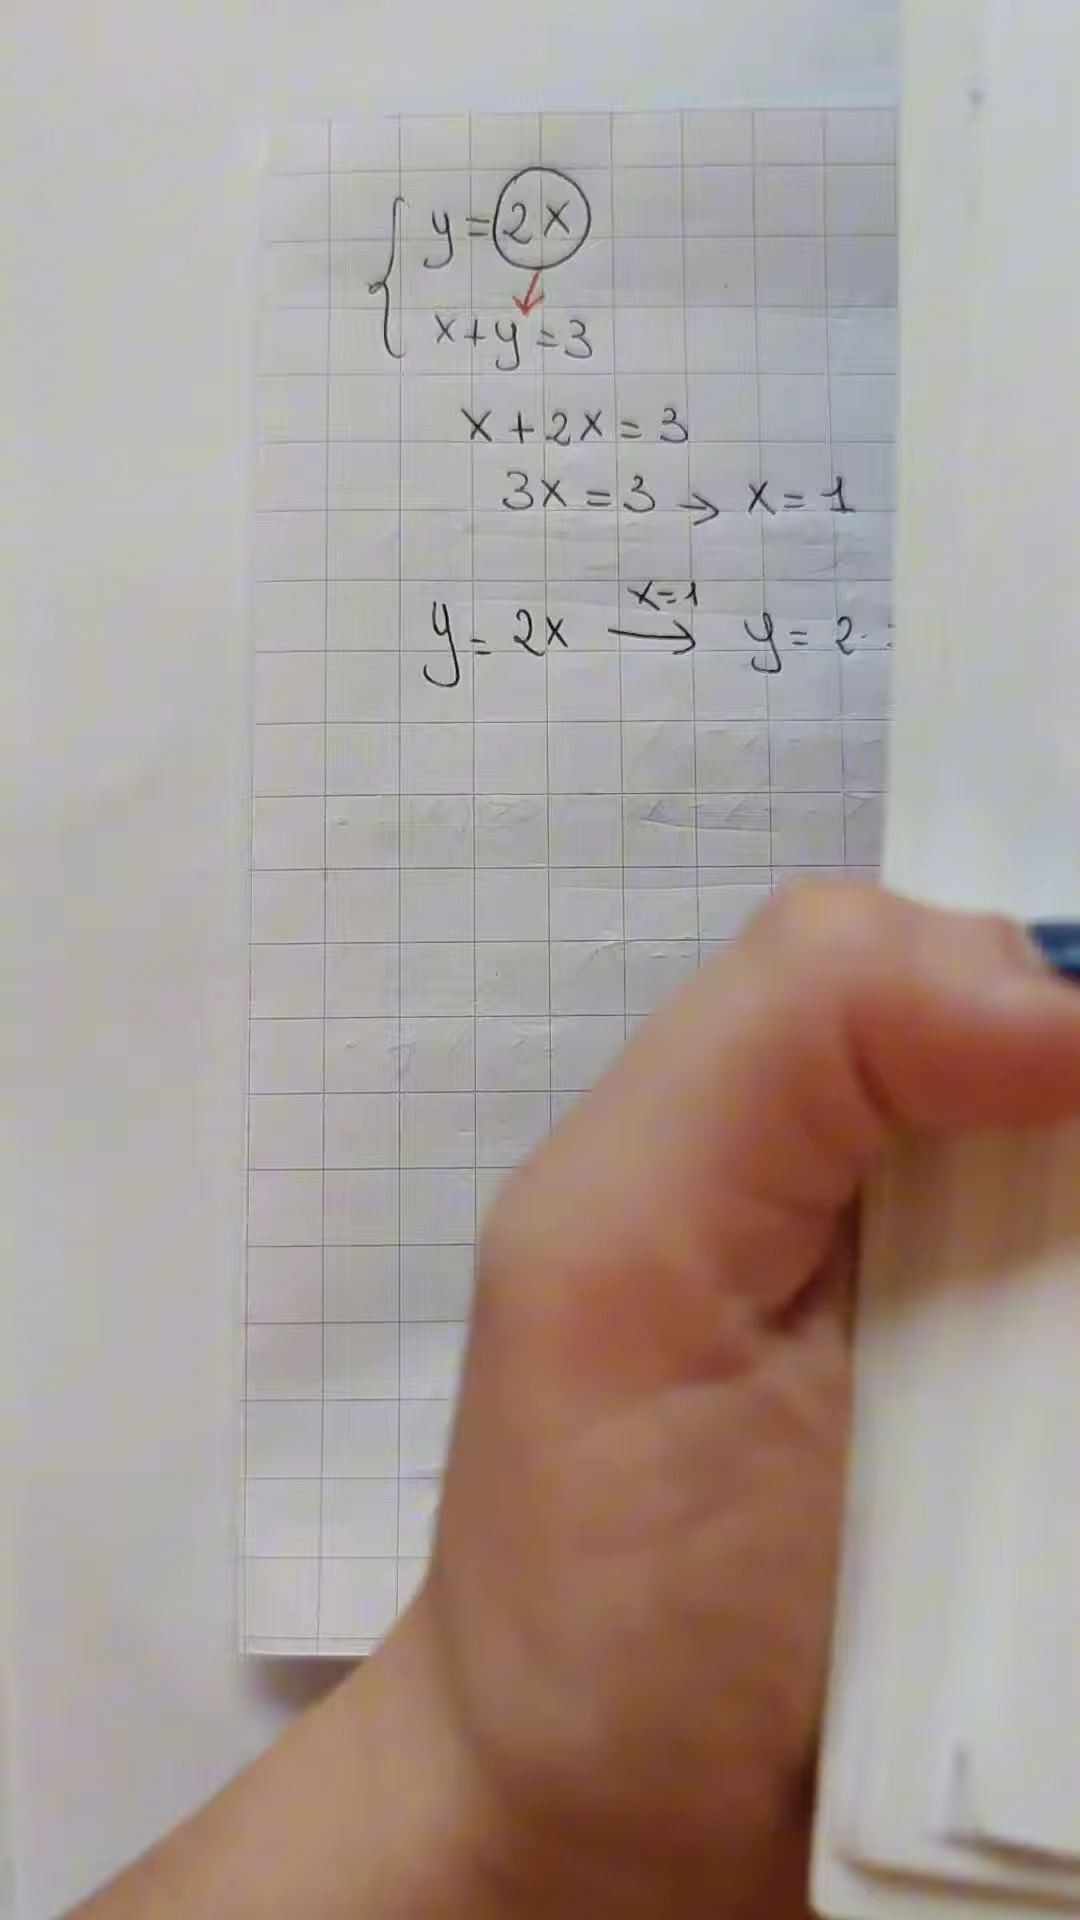 y = 2x
x + y = 3
x + 2x = 3
3x = 3 → x = 1
x=1
y = 2x → y = 2 ·